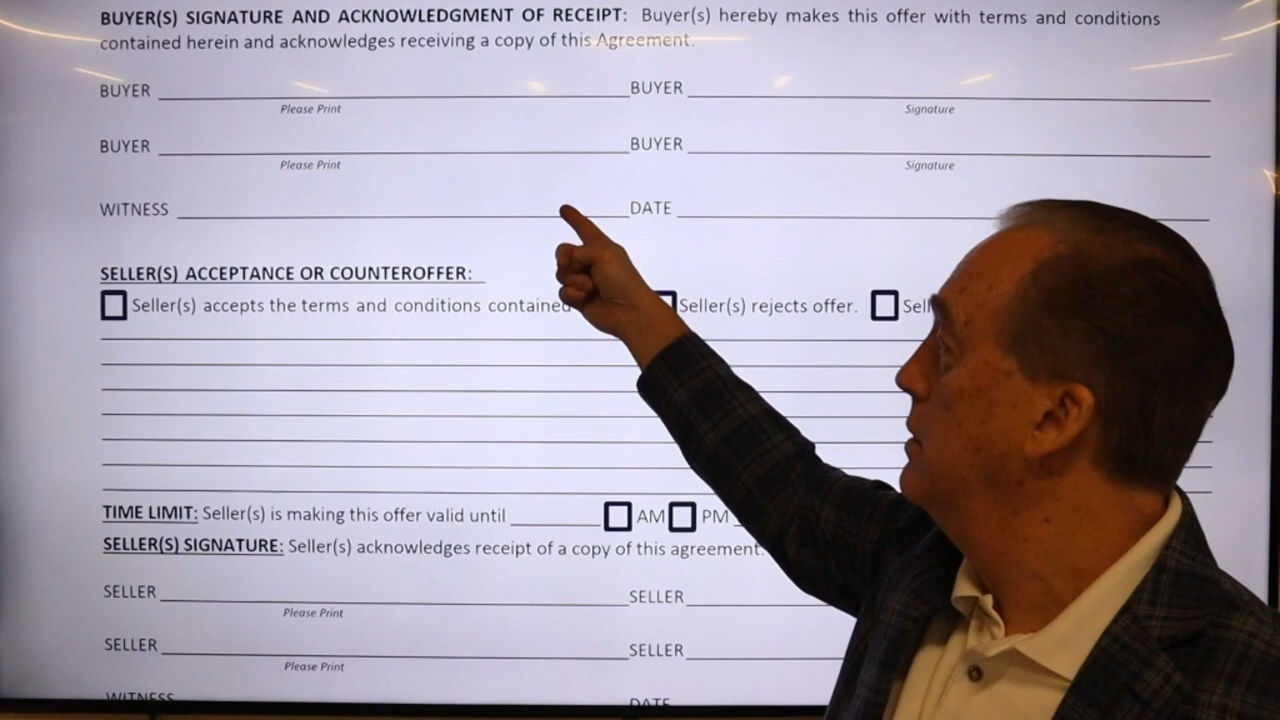 BUYER(S) SIGNATURE AND ACKNOWLEDGMENT OF RECEIPT: Buyer(s) hereby makes this offer with terms and conditions
contained herein and acknowledges receiving a copy of this Agreement.
BUYER BUYER
Please Print Signature
BUYER BUYER
Please Print Signature
WITNESS DATE
SELLER(S) ACCEPTANCE OR COUNTEROFFER:
Seller(s) accepts the terms and conditions contained Seller(s) rejects offer.
TIME LIMIT: Seller(s) is making this offer valid until AM PM
SELLER(S) SIGNATURE: Seller(s) acknowledges receipt of a copy of this agreement.
SELLER SELLER
Please Print
SELLER SELLER
Please Print
WITNESS DATE